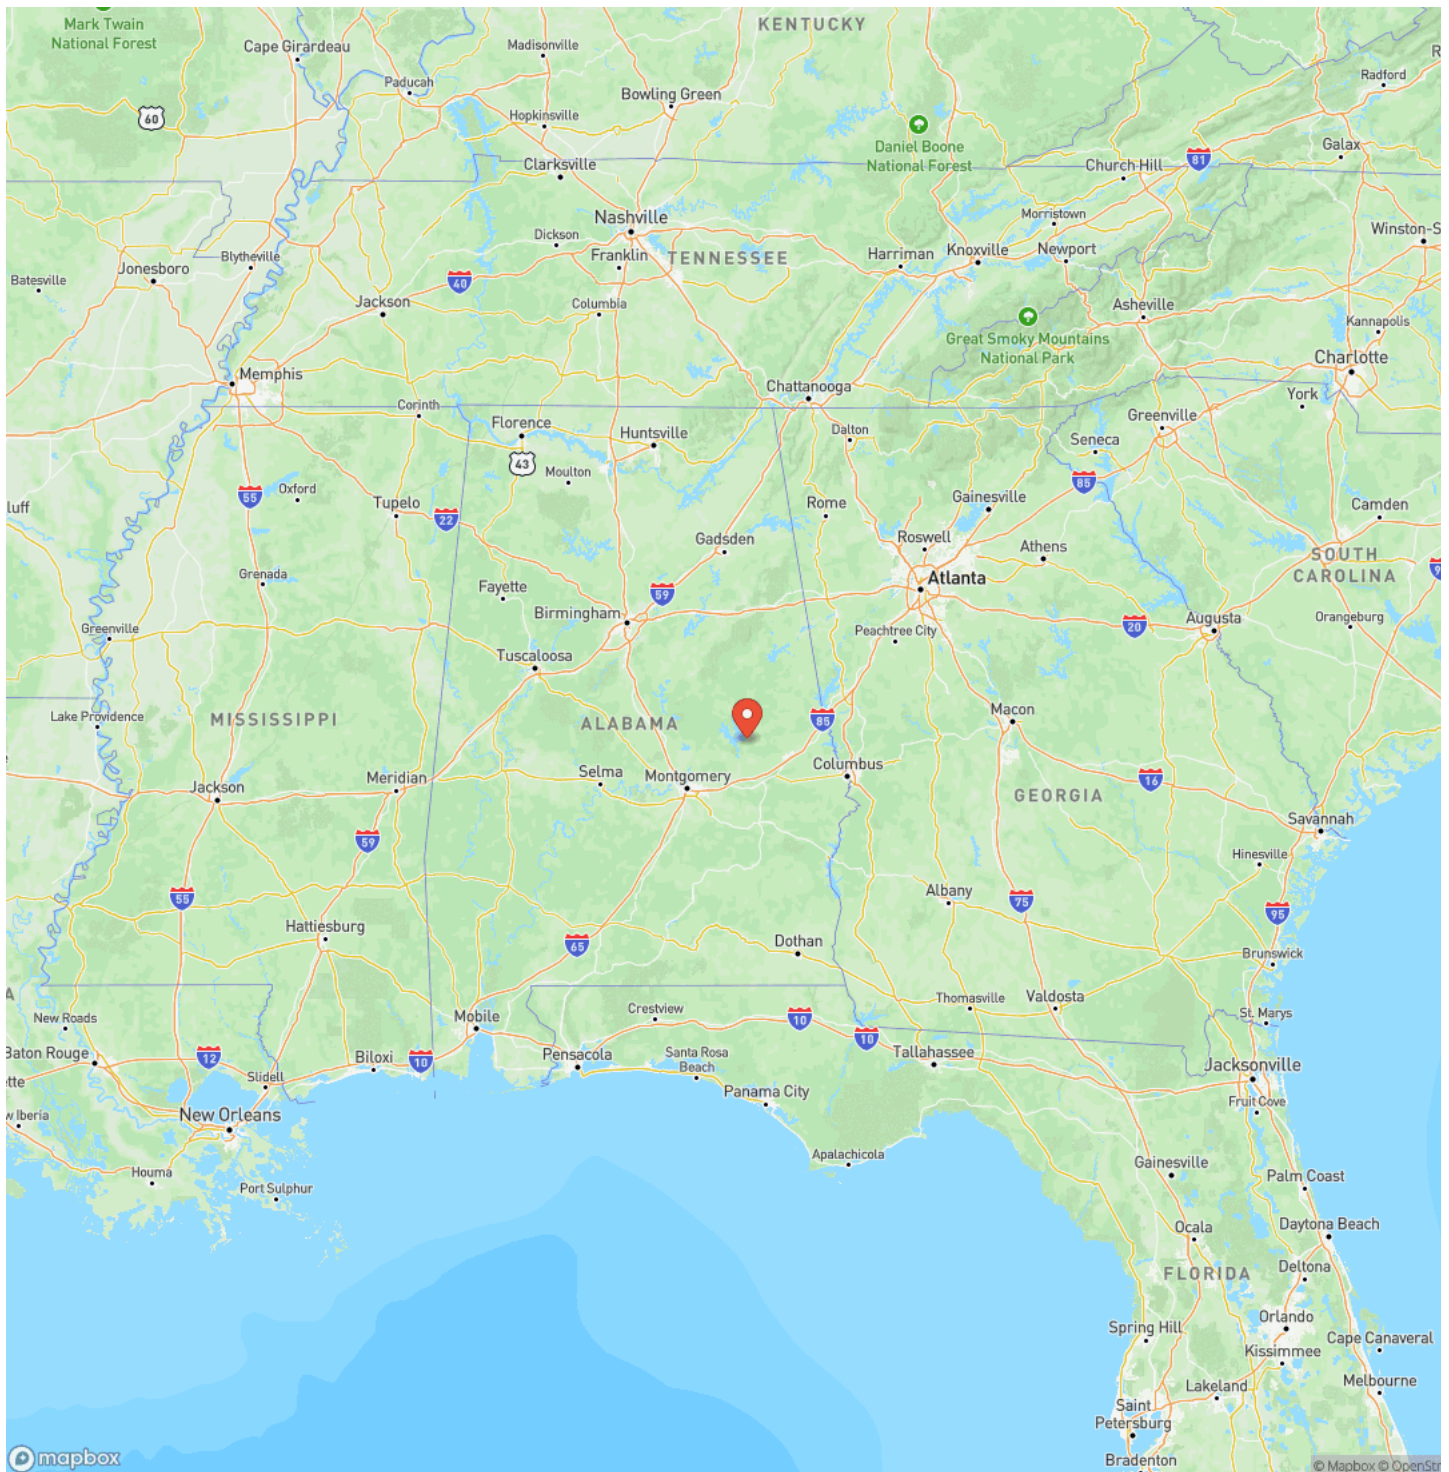 Mark Twain
National Forest
Cape Girardeau
KENTUCKY
Madisonville
Paducah
Radford
60
Bowling Green
Hopkinsville
Daniel Boone
National Forest
Galax
Clarksville
Church Hill
81
Nashville
Morristown
Winston-S
Dickson
Franklin
TENNESSEE
Harriman
Knoxville
Newport
Blytheville
Jonesboro
Batesville
40
Jackson
Columbia
Asheville
Great Smoky Mountains
National Park
Kannapolis
Charlotte
Memphis
Chattanooga
York
Corinth
Greenville
Florence
Huntsville
Dalton
Seneca
43
Moulton
55
Oxford
Tupelo
22
Rome
Gainesville
85
Camden
luff
Gadsden
Roswell
Athens
SOUTH
CAROLINA
Grenada
Fayette
59
Atlanta
Birmingham
Greenville
Peachtree City
20
Augusta
Orangeburg
Tuscaloosa
Lake Providence
MISSISSIPPI
ALABAMA
85
Macon
Jackson
Meridian
Selma
Montgomery
Columbus
16
GEORGIA
Savannah
59
Hinesville
55
Albany
75
95
Hattiesburg
65
Dothan
Brunswick
A
New Roads
Mobile
Crestview
10
Thomasville
Valdosta
St. Marys
Baton Rouge
12
Biloxi
10
Pensacola
Santa Rosa
Beach
10
Tallahassee
Jacksonville
ette
Slidell
Panama City
Fruit Cove
w Iberia
New Orleans
Houma
Port Sulphur
Apalachicola
Gainesville
Palm Coast
Ocala
Daytona Beach
FLORIDA
Deltona
Spring Hill
Orlando
Cape Canaveral
Kissimmee
Lakeland
Melbourne
Saint
Petersburg
Bradenton
mapbox
© Mapbox © OpenStr